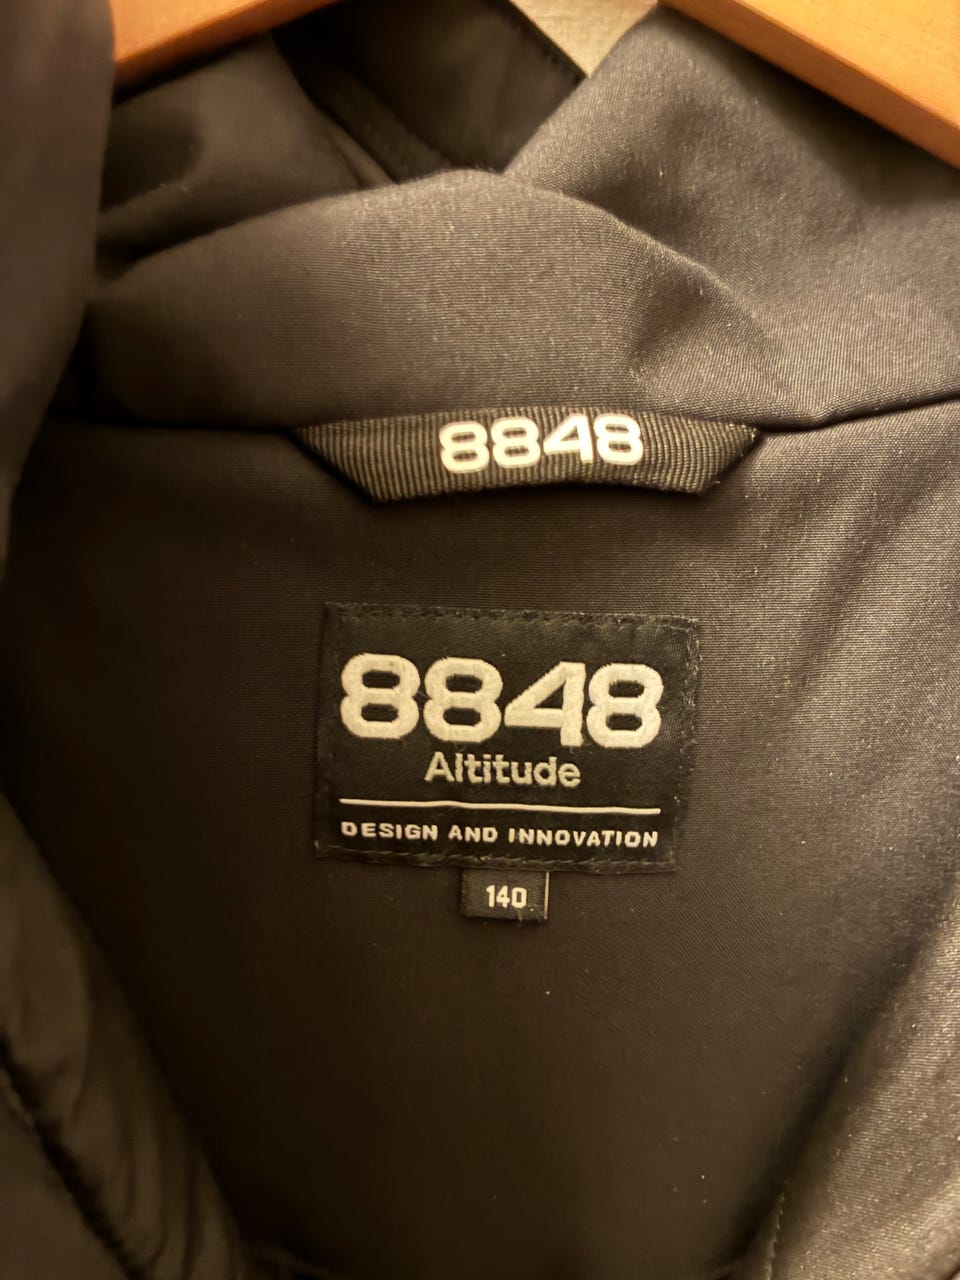 8848
8848
Altitude
DESIGN AND INNOVATION
140